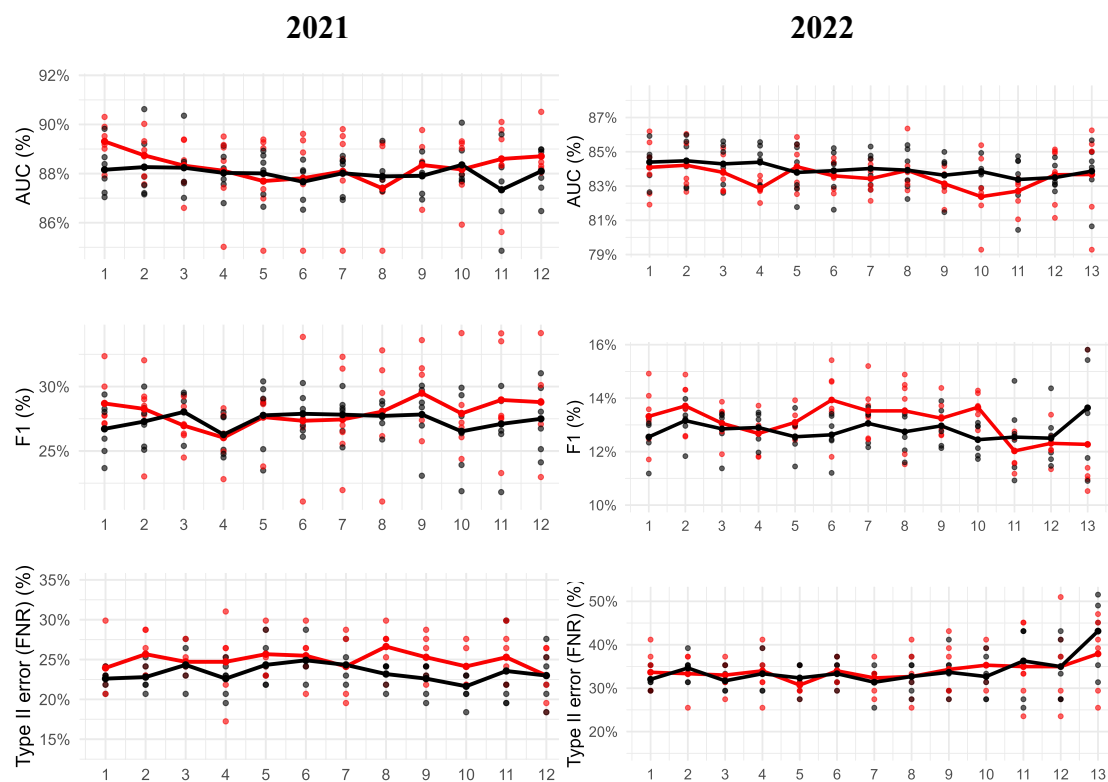 2021 2022
AUC (%)
92%
90%
88%
86%
1 2 3 4 5 6 7 8 9 10 11 12
AUC (%)
87%
85%
83%
81%
79%
1 2 3 4 5 6 7 8 9 10 11 12 13
F1 (%)
30%
25%
1 2 3 4 5 6 7 8 9 10 11 12
F1 (%)
16%
14%
12%
10%
1 2 3 4 5 6 7 8 9 10 11 12 13
Type II error (FNR) (%)
35%
30%
25%
20%
15%
1 2 3 4 5 6 7 8 9 10 11 12
Type II error (FNR) (%)
50%
40%
30%
20%
1 2 3 4 5 6 7 8 9 10 11 12 13